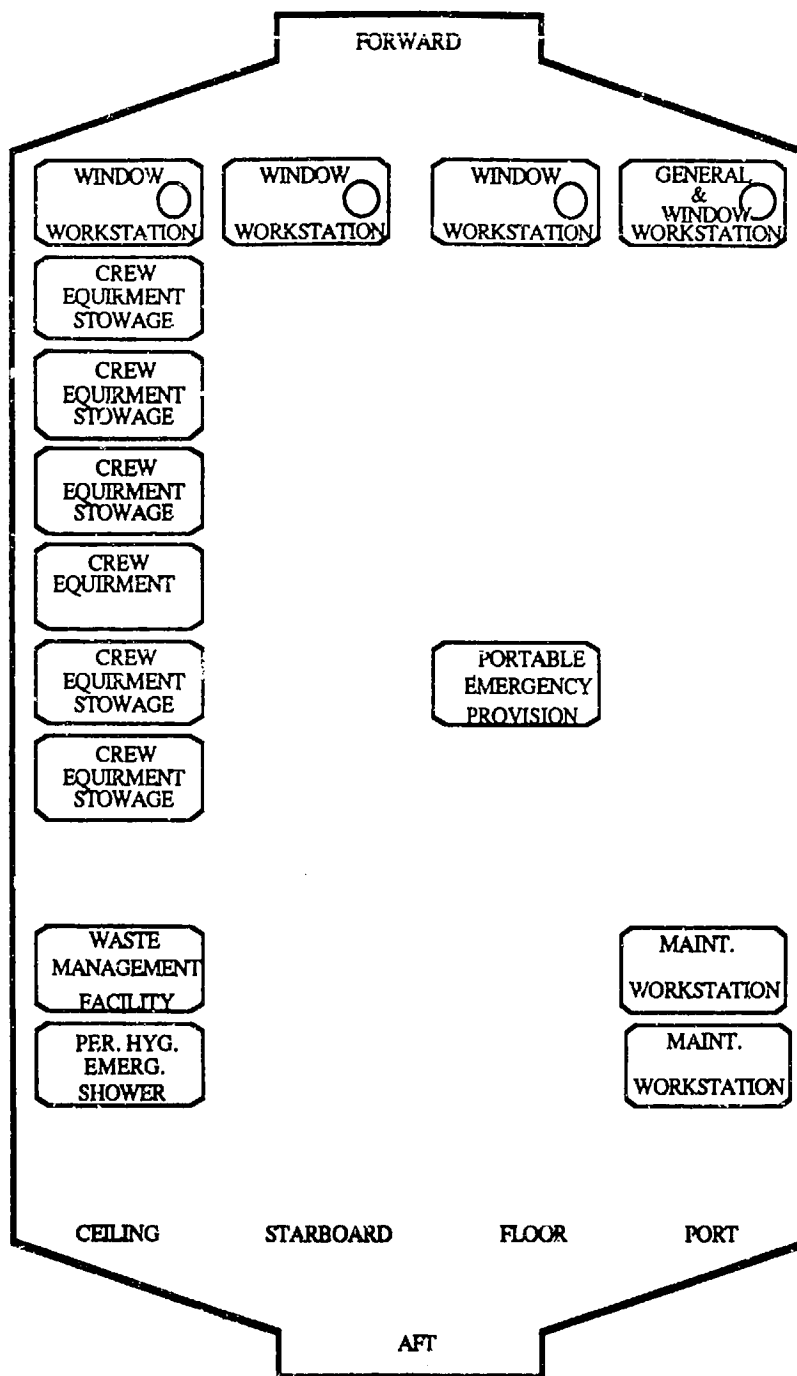 FORWARD
WINDOW
WORKSTATION
WINDOW
WORKSTATION
WINDOW
WORKSTATION
GENERAL
&
WINDOW
WORKSTATION
CREW
EQUIRMENT
STOWAGE
CREW
EQUIRMENT
STOWAGE
CREW
EQUIRMENT
STOWAGE
CREW
EQUIRMENT
CREW
EQUIRMENT
STOWAGE
PORTABLE
EMERGENCY
PROVISION
CREW
EQUIRMENT
STOWAGE
WASTE
MANAGEMENT
FACILITY
MAINT.
WORKSTATION
PER. HYG.
EMERG.
SHOWER
MAINT.
WORKSTATION
CEILING STARBOARD FLOOR PORT
AFT